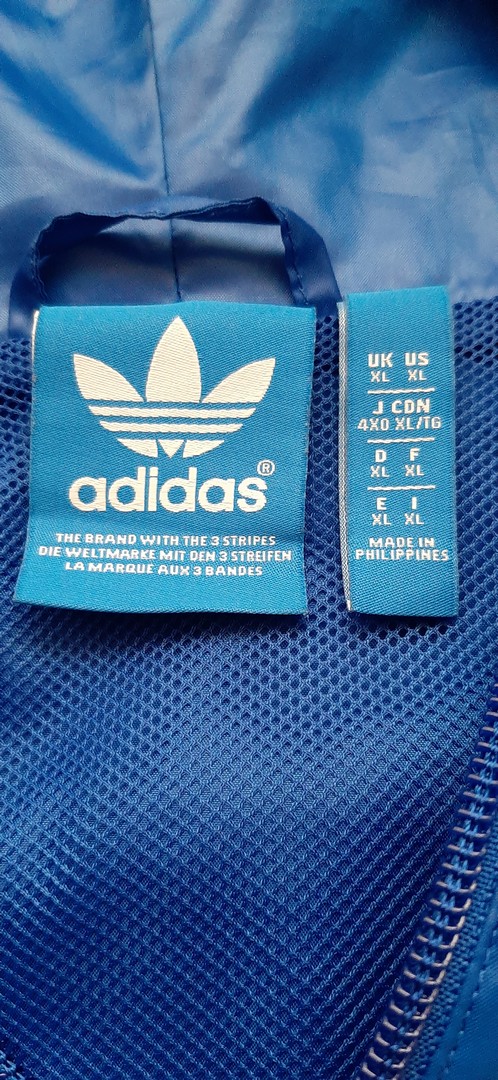 adidas®
THE BRAND WITH THE 3 STRIPES
DIE WELTMARKE MIT DEN 3 STREIFEN
LA MARQUE AUX 3 BANDES
UK US
XL XL
J CDN
4XO XL/TG
D F
XL XL
E I
XL XL
MADE IN
PHILIPPINES